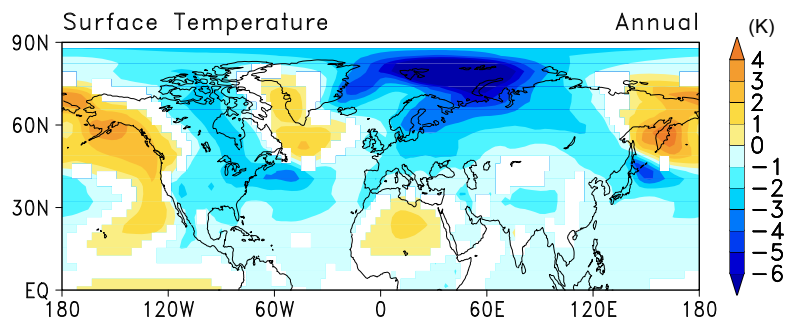 Surface Temperature Annual (K)
90N
60N
30N
EQ
180 120W 60W 0 60E 120E 180
4
3
2
1
0
−1
−2
−3
−4
−5
−6